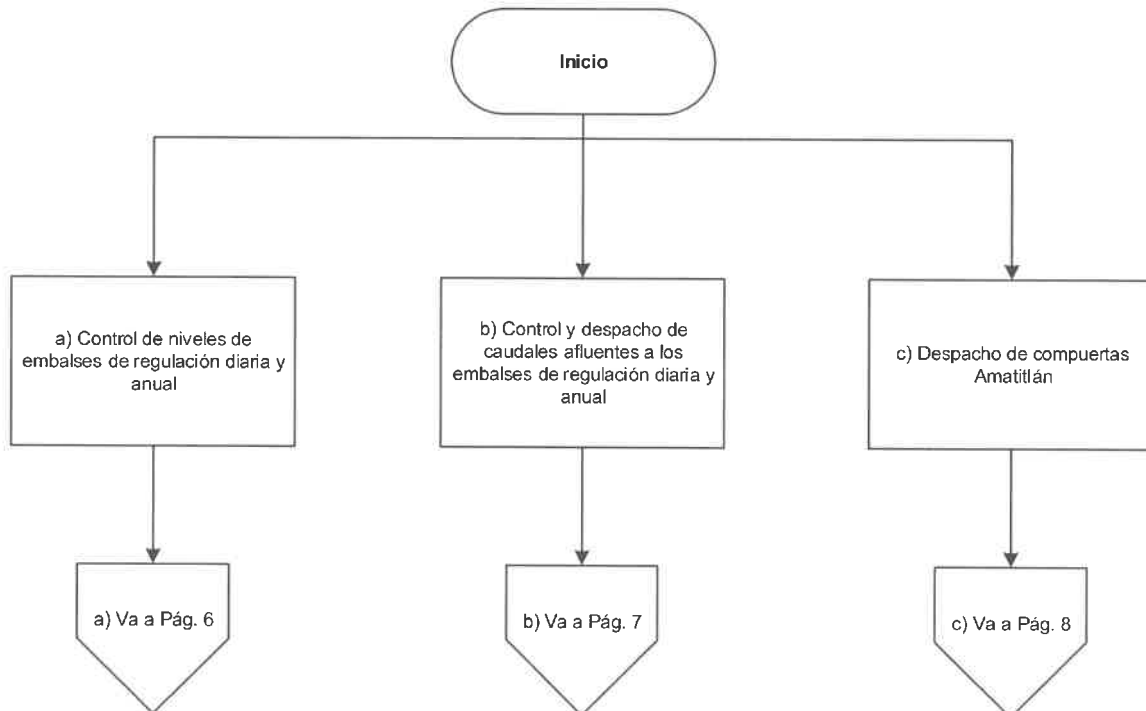 Inicio
a) Control de niveles de
embalses de regulación diaria y
anual
b) Control y despacho de
caudales afluentes a los
embalses de regulación diaria y
anual
c) Despacho de compuertas
Amatitlán
a) Va a Pág. 6
b) Va a Pág. 7
c) Va a Pág. 8